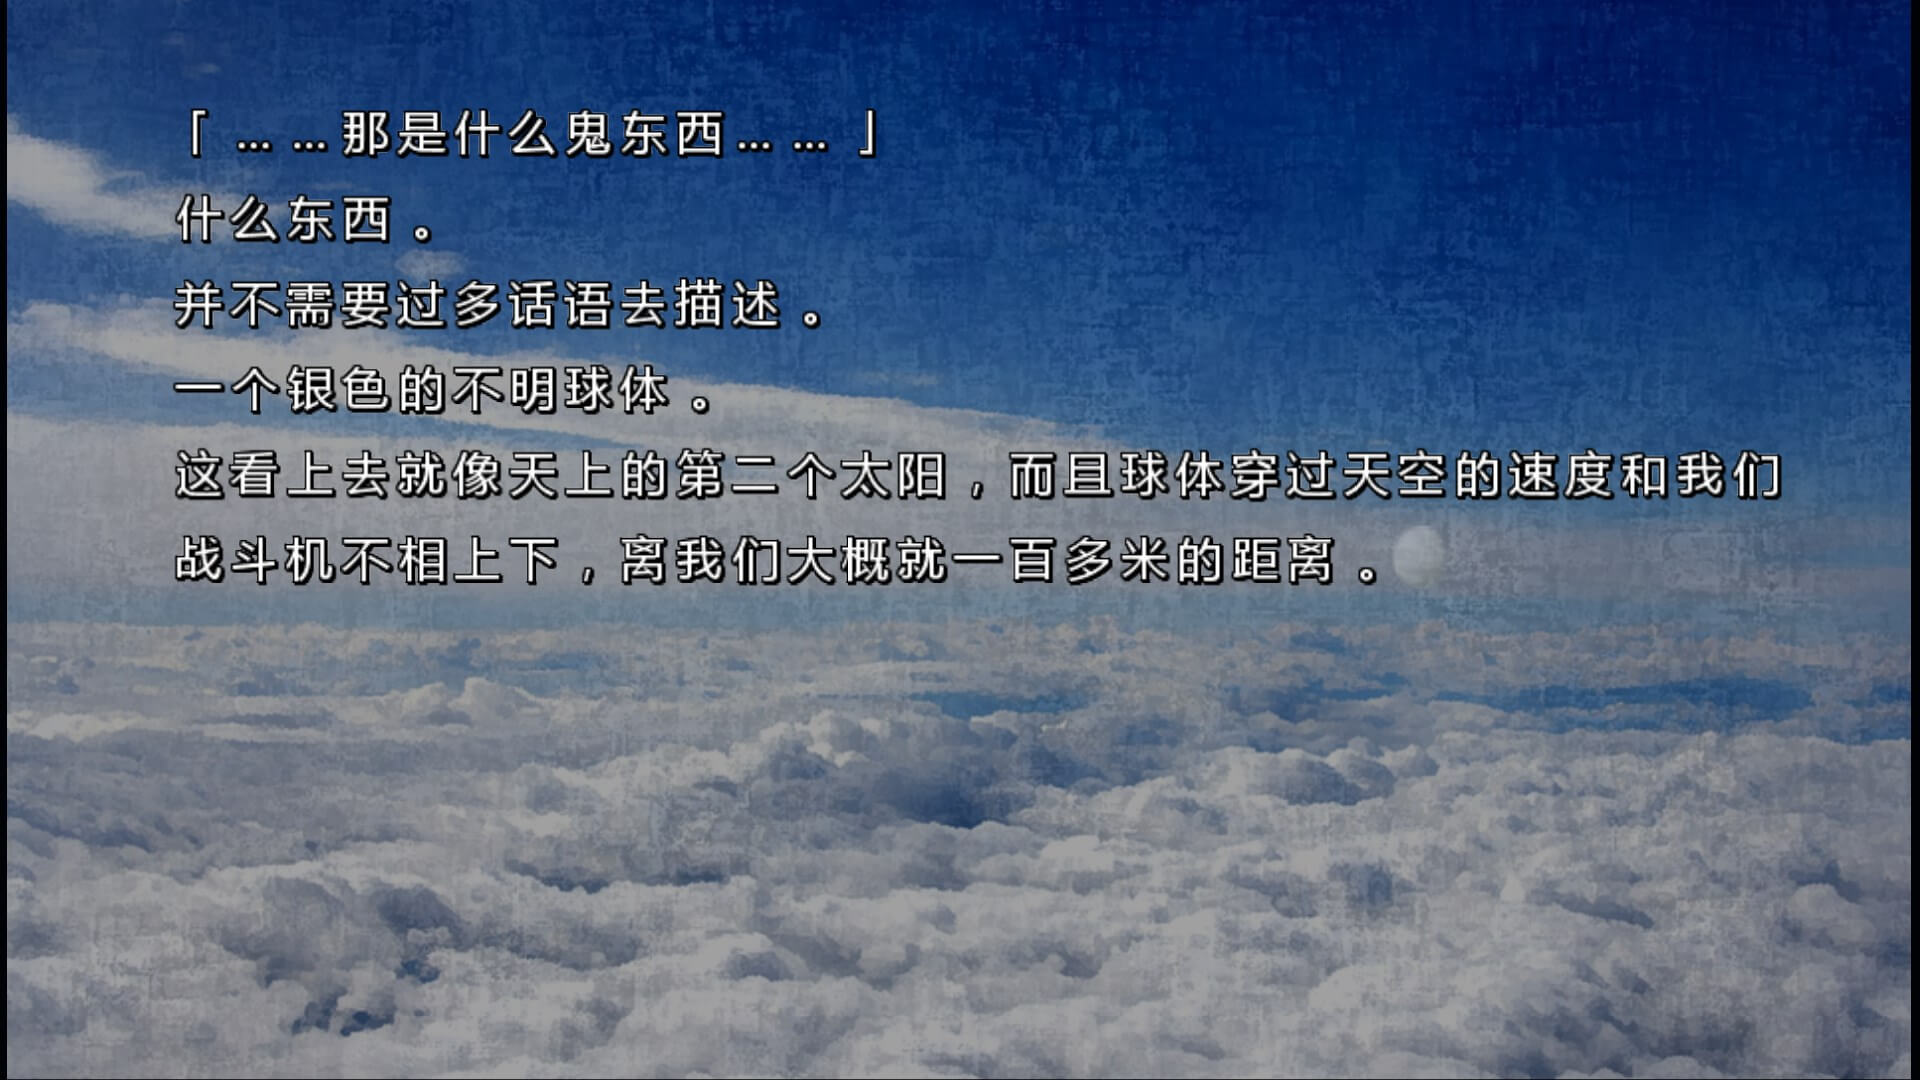 「……那是什么鬼东西……」
什么东西。
并不需要过多话语去描述。
一个银色的不明球体。
这看上去就像天上的第二个太阳，而且球体穿过天空的速度和我们
战斗机不相上下，离我们大概就一百多米的距离。